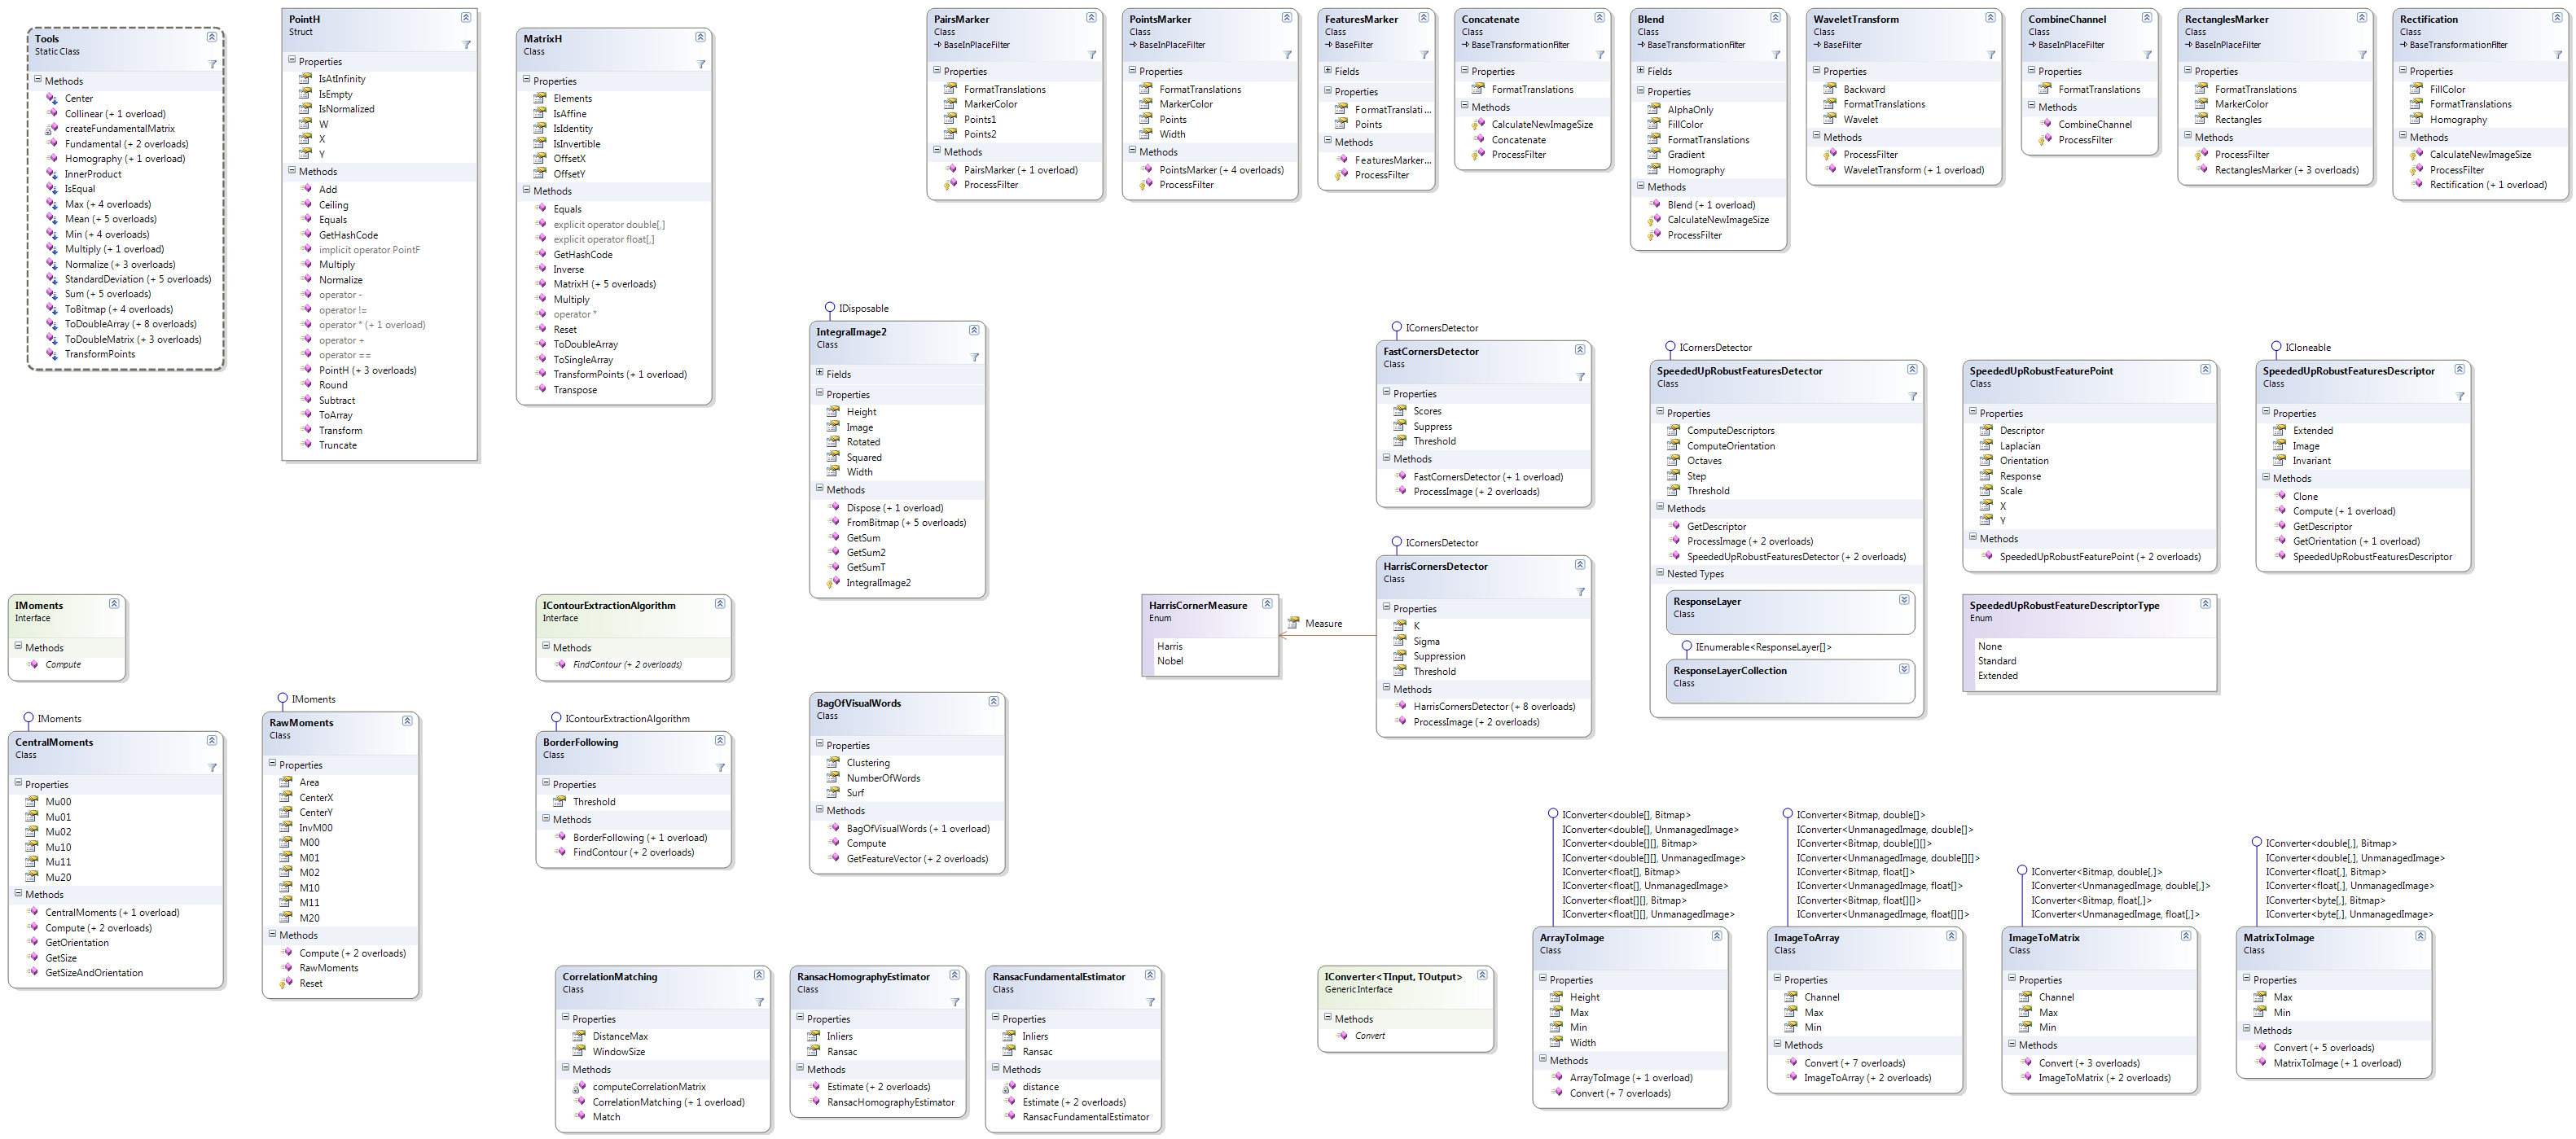 Tools
Static Class
Methods
Center
Collinear (+ 1 overload)
createFundamentalMatrix
Fundamental (+ 2 overloads)
Homography (+ 1 overload)
InnerProduct
IsEqual
Max (+ 4 overloads)
Mean (+ 5 overloads)
Min (+ 4 overloads)
Multiply (+ 1 overload)
Normalize (+ 3 overloads)
StandardDeviation (+ 5 overloads)
Sum (+ 5 overloads)
ToBitmap (+ 4 overloads)
ToDoubleArray (+ 8 overloads)
ToDoubleMatrix (+ 3 overloads)
TransformPoints
PointH
Struct
Properties
IsAtInfinity
IsEmpty
IsNormalized
W
X
Y
Methods
Add
Ceiling
Equals
GetHashCode
implicit operator PointF
Multiply
Normalize
operator -
operator !=
operator * (+ 1 overload)
operator +
operator ==
PointH (+ 3 overloads)
Round
Subtract
ToArray
Transform
Truncate
MatrixH
Class
Properties
Elements
IsAffine
IsIdentity
IsInvertible
OffsetX
OffsetY
Methods
Equals
explicit operator double[,]
explicit operator float[,]
GetHashCode
Inverse
MatrixH (+ 5 overloads)
Multiply
operator *
Reset
ToDoubleArray
ToSingleArray
TransformPoints (+ 1 overload)
Transpose
PairsMarker
Class
BaseInPlaceFilter
Properties
FormatTranslations
MarkerColor
Points1
Points2
Methods
PairsMarker (+ 1 overload)
ProcessFilter
PointsMarker
Class
BaseInPlaceFilter
Properties
FormatTranslations
MarkerColor
Points
Width
Methods
PointsMarker (+ 4 overloads)
ProcessFilter
FeaturesMarker
Class
BaseFilter
Fields
Properties
FormatTranslati...
Points
Methods
FeaturesMarker...
ProcessFilter
Concatenate
Class
BaseTransformationFilter
Properties
FormatTranslations
Methods
CalculateNewImageSize
Concatenate
ProcessFilter
Blend
Class
BaseTransformationFilter
Fields
Properties
AlphaOnly
FillColor
FormatTranslations
Gradient
Homography
Methods
Blend (+ 1 overload)
CalculateNewImageSize
ProcessFilter
WaveletTransform
Class
BaseFilter
Properties
Backward
FormatTranslations
Wavelet
Methods
ProcessFilter
WaveletTransform (+ 1 overload)
CombineChannel
Class
BaseInPlaceFilter
Properties
FormatTranslations
Methods
CombineChannel
ProcessFilter
RectanglesMarker
Class
BaseInPlaceFilter
Properties
FormatTranslations
MarkerColor
Rectangles
Methods
ProcessFilter
RectanglesMarker (+ 3 overloads)
Rectification
Class
BaseTransformationFilter
Properties
FillColor
FormatTranslations
Homography
Methods
CalculateNewImageSize
ProcessFilter
Rectification (+ 1 overload)
IDisposable
IntegralImage2
Class
Fields
Properties
Height
Image
Rotated
Squared
Width
Methods
Dispose (+ 1 overload)
FromBitmap (+ 5 overloads)
GetSum
GetSum2
GetSumT
IntegralImage2
ICornersDetector
FastCornersDetector
Class
Properties
Scores
Suppress
Threshold
Methods
FastCornersDetector (+ 1 overload)
ProcessImage (+ 2 overloads)
ICornersDetector
SpeededUpRobustFeaturesDetector
Class
Properties
ComputeDescriptors
ComputeOrientation
Octaves
Step
Threshold
Methods
GetDescriptor
ProcessImage (+ 2 overloads)
SpeededUpRobustFeaturesDetector (+ 2 overloads)
Nested Types
ResponseLayer
Class
IEnumerable<ResponseLayer[]>
ResponseLayerCollection
Class
SpeededUpRobustFeaturePoint
Class
Properties
Descriptor
Laplacian
Orientation
Response
Scale
X
Y
Methods
SpeededUpRobustFeaturePoint (+ 2 overloads)
ICloneable
SpeededUpRobustFeaturesDescriptor
Class
Properties
Extended
Image
Invariant
Methods
Clone
Compute (+ 1 overload)
GetDescriptor
GetOrientation (+ 1 overload)
SpeededUpRobustFeaturesDescriptor
ICornersDetector
HarrisCornersDetector
Class
Properties
K
Sigma
Suppression
Threshold
Methods
HarrisCornersDetector (+ 8 overloads)
ProcessImage (+ 2 overloads)
HarrisCornerMeasure
Enum
Harris
Nobel
Measure
SpeededUpRobustFeatureDescriptorType
Enum
None
Standard
Extended
IMoments
Interface
Methods
Compute
IContourExtractionAlgorithm
Interface
Methods
FindContour (+ 2 overloads)
IMoments
CentralMoments
Class
Properties
Mu00
Mu01
Mu02
Mu10
Mu11
Mu20
Methods
CentralMoments (+ 1 overload)
Compute (+ 2 overloads)
GetOrientation
GetSize
GetSizeAndOrientation
IMoments
RawMoments
Class
Properties
Area
CenterX
CenterY
InvM00
M00
M01
M02
M10
M11
M20
Methods
Compute (+ 2 overloads)
RawMoments
Reset
IContourExtractionAlgorithm
BorderFollowing
Class
Properties
Threshold
Methods
BorderFollowing (+ 1 overload)
FindContour (+ 2 overloads)
BagOfVisualWords
Class
Properties
Clustering
NumberOfWords
Surf
Methods
BagOfVisualWords (+ 1 overload)
Compute
GetFeatureVector (+ 2 overloads)
CorrelationMatching
Class
Properties
DistanceMax
WindowSize
Methods
computeCorrelationMatrix
CorrelationMatching (+ 1 overload)
Match
RansacHomographyEstimator
Class
Properties
Inliers
Ransac
Methods
Estimate (+ 2 overloads)
RansacHomographyEstimator
RansacFundamentalEstimator
Class
Properties
Inliers
Ransac
Methods
distance
Estimate (+ 2 overloads)
RansacFundamentalEstimator
IConverter<TInput, TOutput>
Generic Interface
Methods
Convert
IConverter<double[], Bitmap>
IConverter<double[], UnmanagedImage>
IConverter<double[][], Bitmap>
IConverter<double[][], UnmanagedImage>
IConverter<float[], Bitmap>
IConverter<float[], UnmanagedImage>
IConverter<float[][], Bitmap>
IConverter<float[][], UnmanagedImage>
ArrayToImage
Class
Properties
Height
Max
Min
Width
Methods
ArrayToImage (+ 1 overload)
Convert (+ 7 overloads)
IConverter<Bitmap, double[]>
IConverter<UnmanagedImage, double[]>
IConverter<Bitmap, double[][]>
IConverter<UnmanagedImage, double[][]>
IConverter<Bitmap, float[]>
IConverter<UnmanagedImage, float[]>
IConverter<Bitmap, float[][]>
IConverter<UnmanagedImage, float[][]>
ImageToArray
Class
Properties
Channel
Max
Min
Methods
Convert (+ 7 overloads)
ImageToArray (+ 2 overloads)
IConverter<Bitmap, double[,]>
IConverter<UnmanagedImage, double[,]>
IConverter<Bitmap, float[,]>
IConverter<UnmanagedImage, float[,]>
ImageToMatrix
Class
Properties
Channel
Max
Min
Methods
Convert (+ 3 overloads)
ImageToMatrix (+ 2 overloads)
IConverter<double[,], Bitmap>
IConverter<double[,], UnmanagedImage>
IConverter<float[,], Bitmap>
IConverter<float[,], UnmanagedImage>
IConverter<byte[,], Bitmap>
IConverter<byte[,], UnmanagedImage>
MatrixToImage
Class
Properties
Max
Min
Methods
Convert (+ 5 overloads)
MatrixToImage (+ 1 overload)